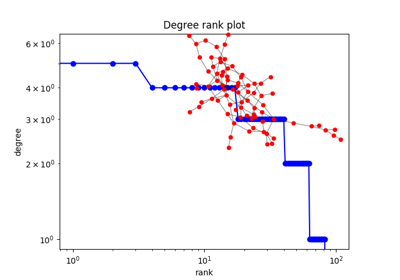 Degree rank plot
6 × 10⁰
4 × 10⁰
3 × 10⁰
2 × 10⁰
10⁰
degree
10⁰
10¹
10²
rank